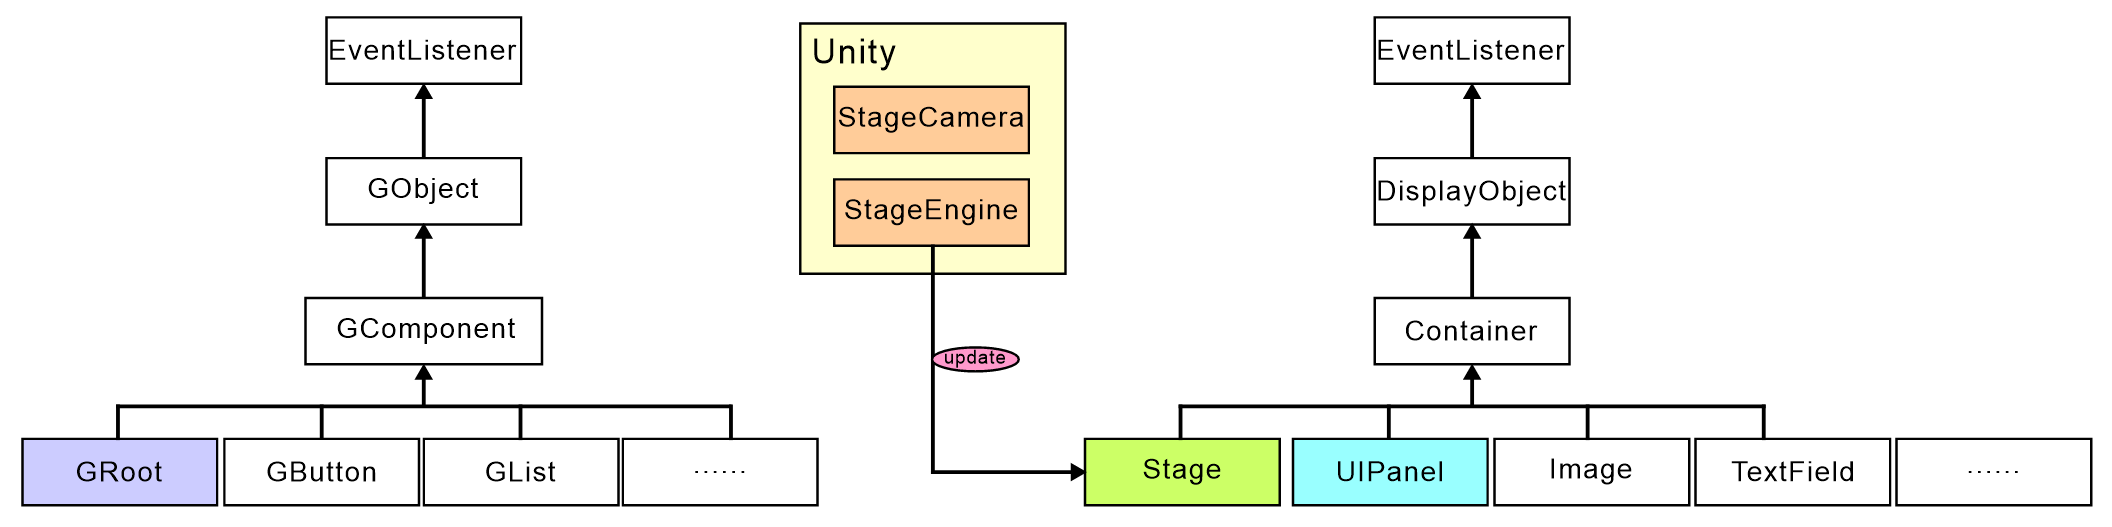 EventListener
GObject
GComponent
GRoot
GButton
GList
······
Unity
StageCamera
StageEngine
update
EventListener
DisplayObject
Container
Stage
UIPanel
Image
TextField
······